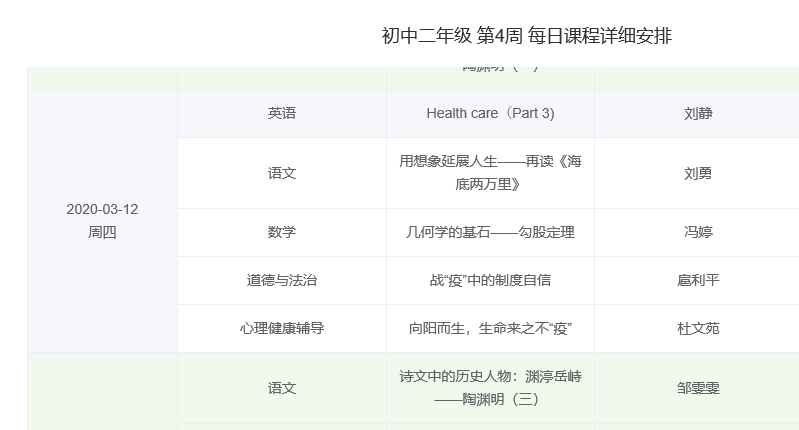 初中二年级 第4周 每日课程详细安排
英语
Health care（Part 3)
刘静
2020-03-12
周四
语文
用想象延展人生——再读《海
底两万里》
刘勇
数学
几何学的基石——勾股定理
冯婷
道德与法治
战“疫”中的制度自信
扈利平
心理健康辅导
向阳而生，生命来之不“疫”
杜文苑
语文
诗文中的历史人物：渊渟岳峙
——陶渊明（三）
邹雯雯